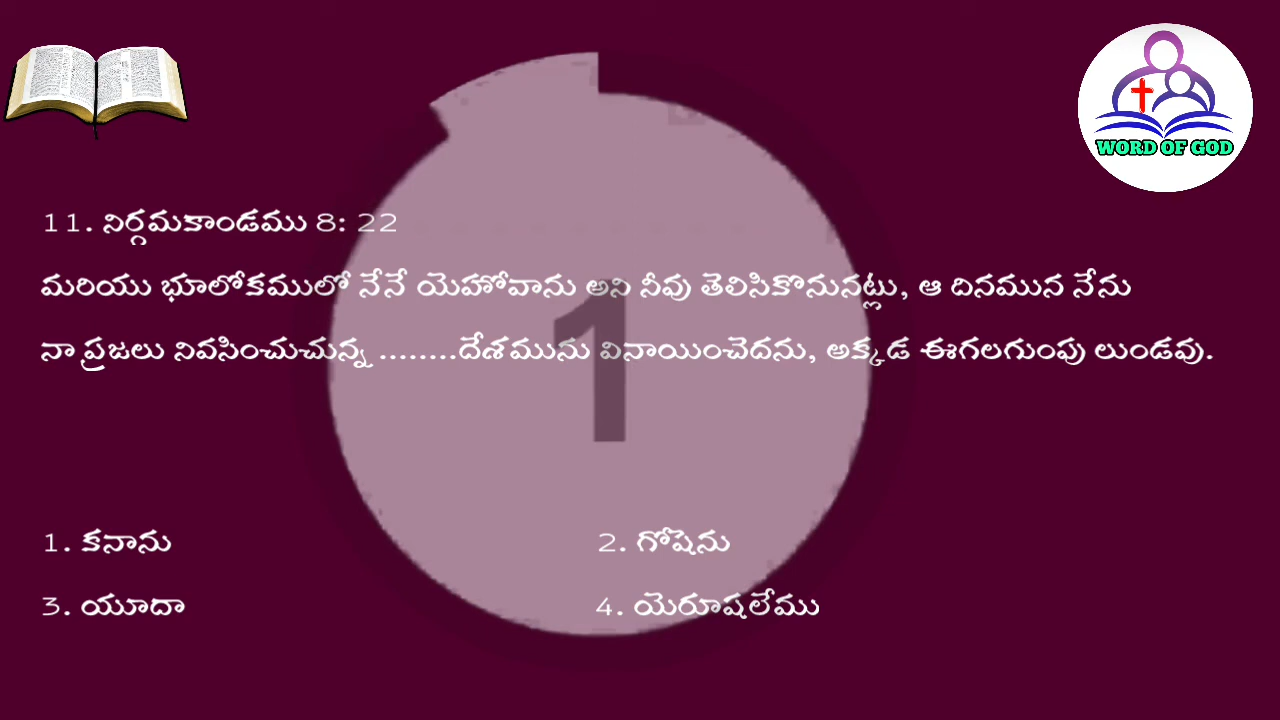 WORD OF GOD
11. నిర్గమకాండము 8: 22
మరియు భూలోకములో నేనే యెహోవాను అని నీవు తెలిసికొనునట్లు, ఆ దినమున నేను
నా ప్రజలు నివసించుచున్న ........దేశమును వినాయించెదను, అక్కడ ఈగలగుంపు లుండవు.
1
1. కనాను
2. గోషెను
3. యూదా
4. యెరూషలేము